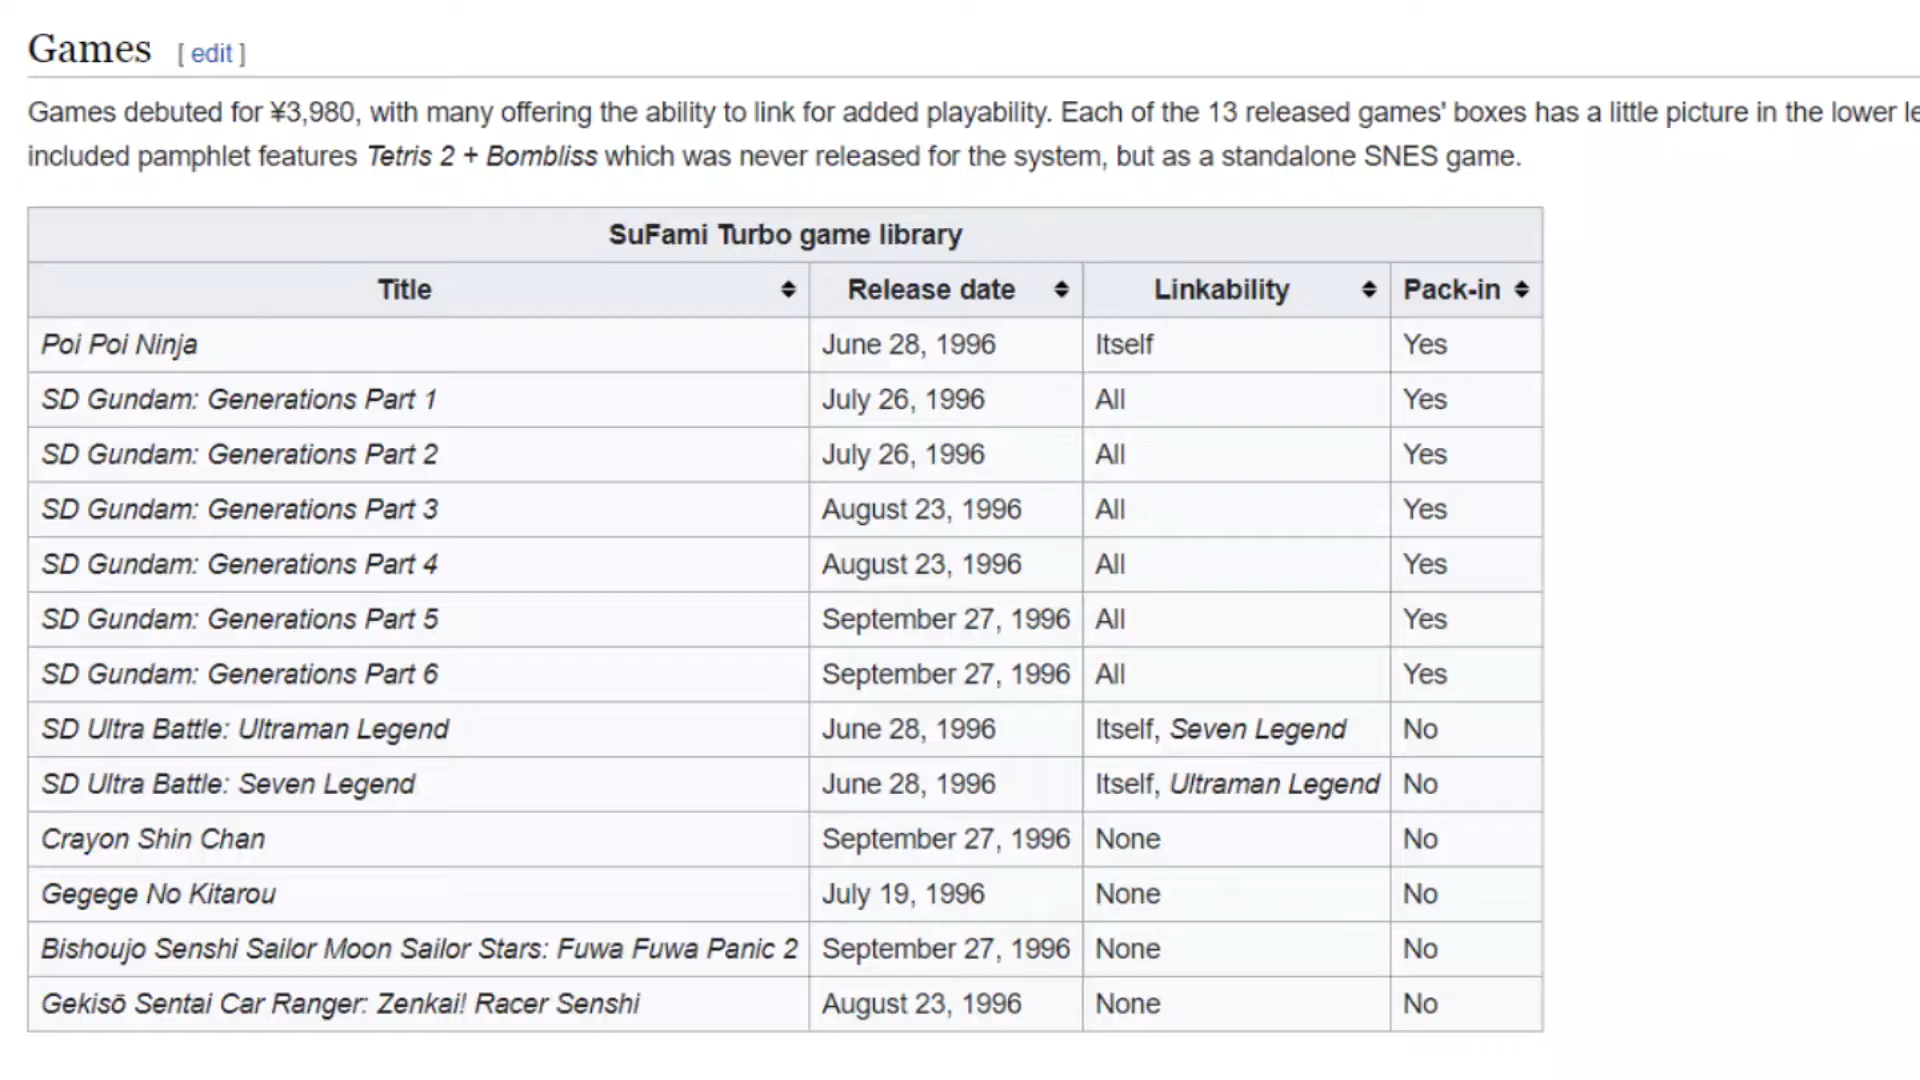 Games [ edit ]
Games debuted for ¥3,980, with many offering the ability to link for added playability. Each of the 13 released games' boxes has a little picture in the lower
included pamphlet features Tetris 2 + Bombliss which was never released for the system, but as a standalone SNES game.
SuFami Turbo game library
Title Release date Linkability Pack-in
Poi Poi Ninja June 28, 1996 Itself Yes
SD Gundam: Generations Part 1 July 26, 1996 All Yes
SD Gundam: Generations Part 2 July 26, 1996 All Yes
SD Gundam: Generations Part 3 August 23, 1996 All Yes
SD Gundam: Generations Part 4 August 23, 1996 All Yes
SD Gundam: Generations Part 5 September 27, 1996 All Yes
SD Gundam: Generations Part 6 September 27, 1996 All Yes
SD Ultra Battle: Ultraman Legend June 28, 1996 Itself, Seven Legend No
SD Ultra Battle: Seven Legend June 28, 1996 Itself, Ultraman Legend No
Crayon Shin Chan September 27, 1996 None No
Gegege No Kitarou July 19, 1996 None No
Bishoujo Senshi Sailor Moon Sailor Stars: Fuwa Fuwa Panic 2 September 27, 1996 None No
Gekisō Sentai Car Ranger: Zenkai! Racer Senshi August 23, 1996 None No